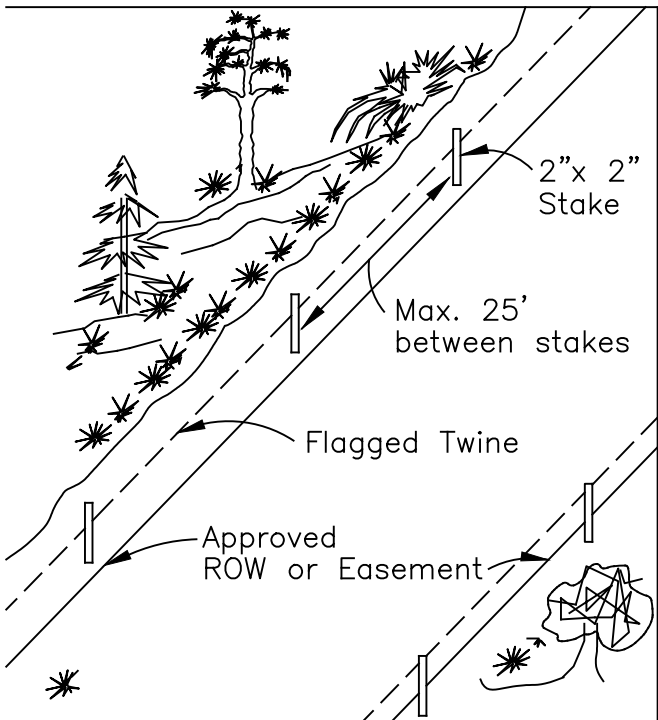 2”x 2”
Stake
Max. 25’
between stakes
Flagged Twine
Approved
ROW or Easement